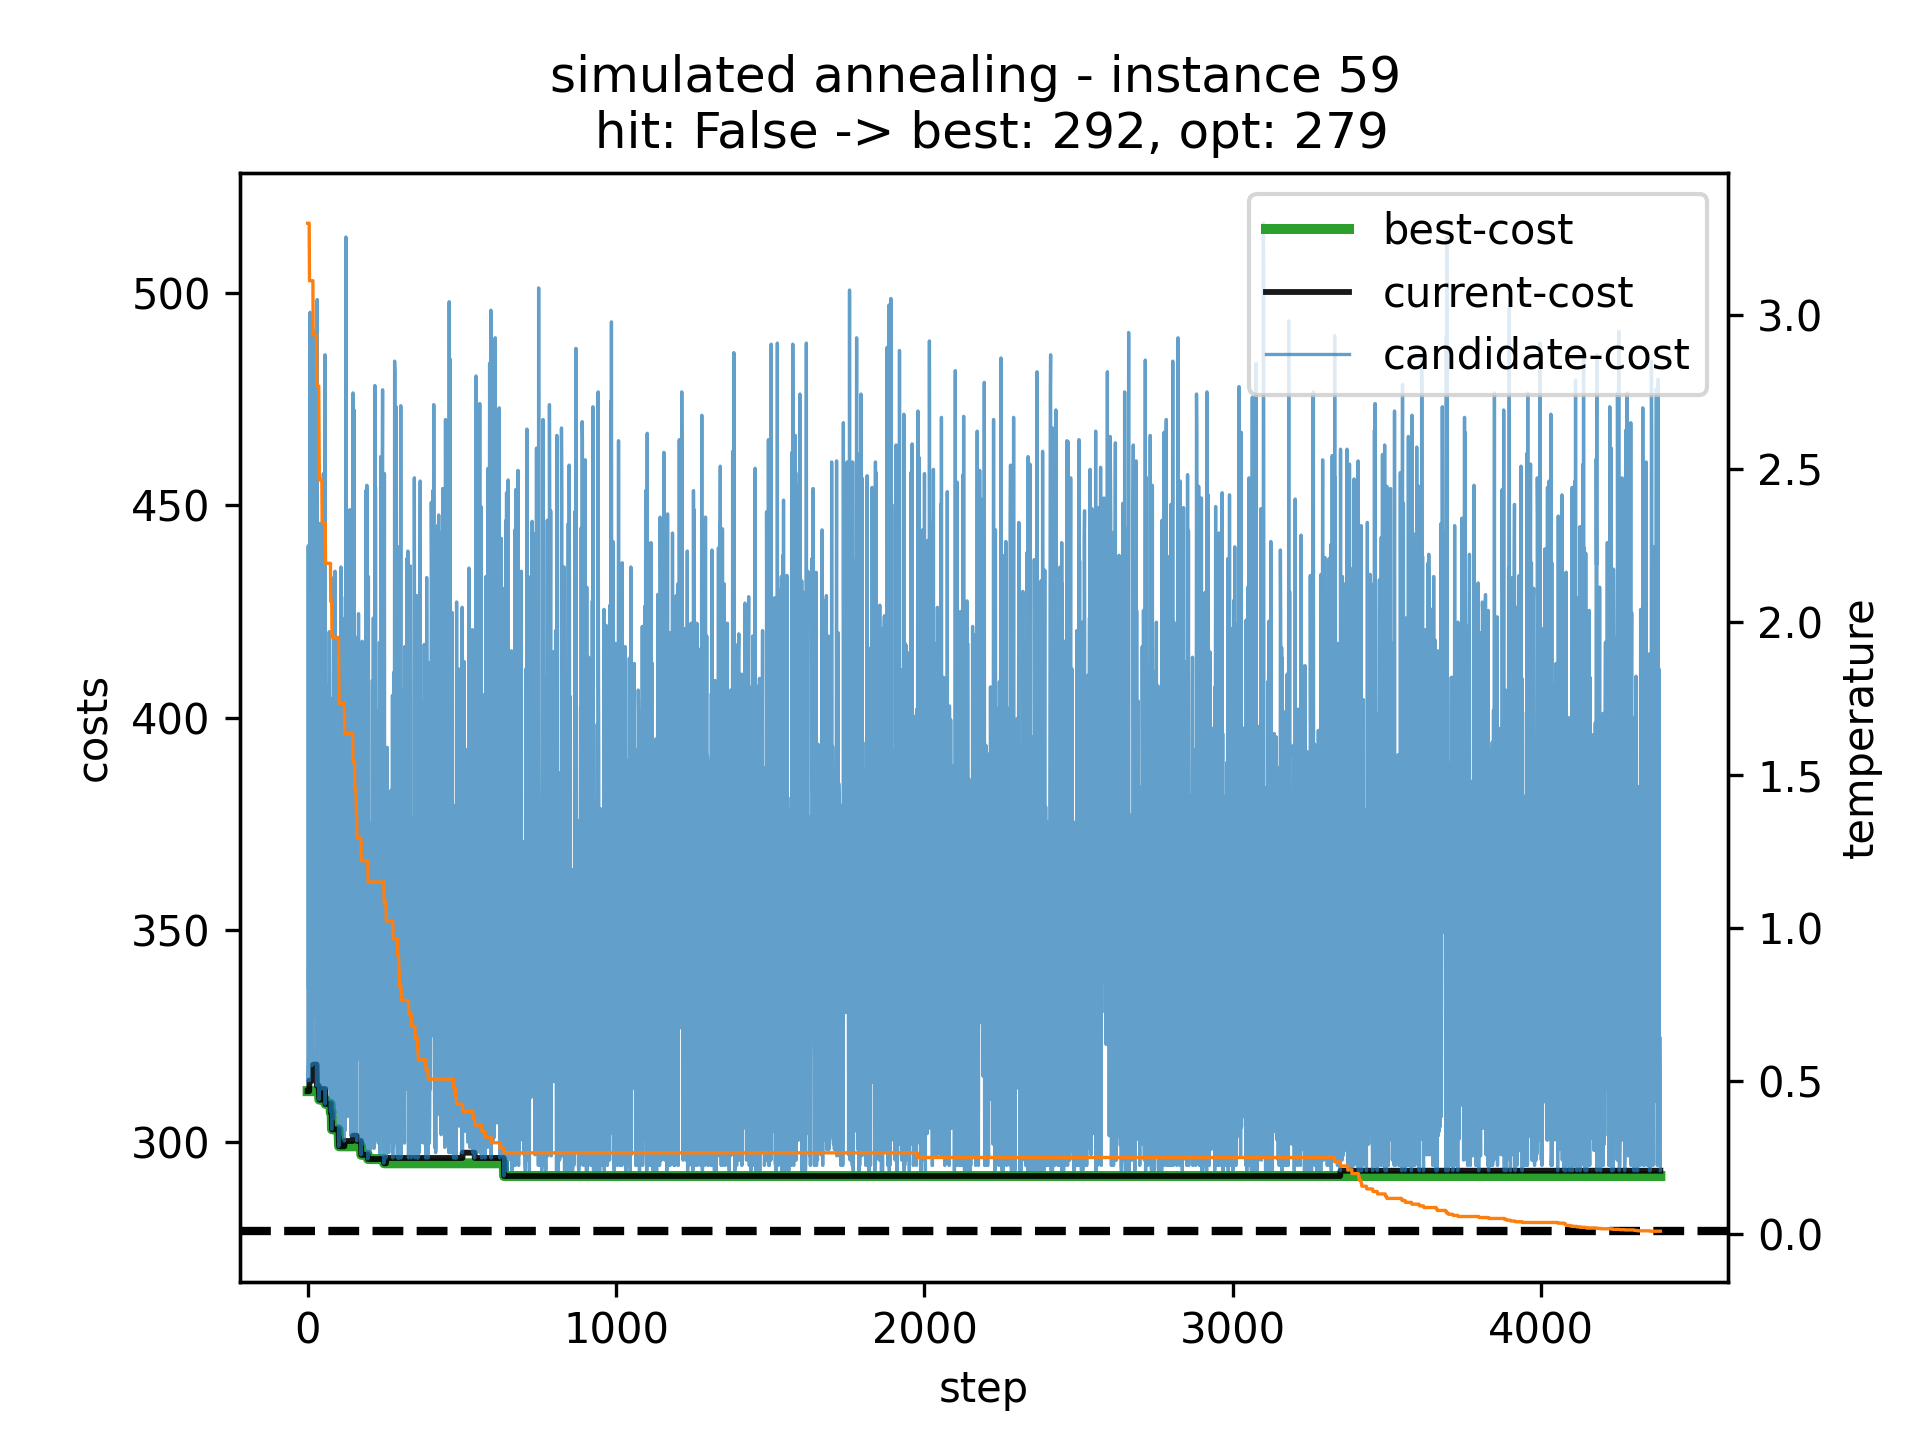 simulated annealing - instance 59
hit: False -> best: 292, opt: 279
best-cost
current-cost
candidate-cost
500
450
400
350
300
costs
3.0
2.5
2.0
1.5
1.0
0.5
0.0
temperature
0 1000 2000 3000 4000
step